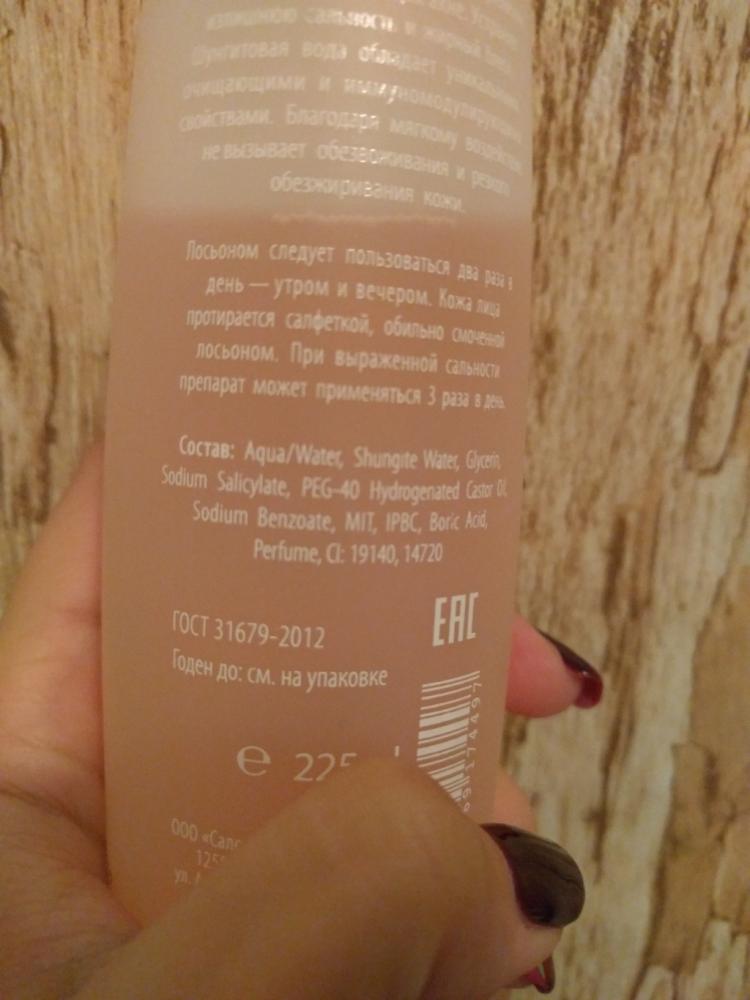 излишнюю сальность и жирный блеск.
Шунгитовая вода обладает уникальными
очищающими и иммуномодулирующими
свойствами. Благодаря мягкому воздействию
не вызывает обезвоживания и резкого
обезжиривания кожи.
Лосьоном следует пользоваться два раза в
день — утром и вечером. Кожа лица
протирается салфеткой, обильно смоченной
лосьоном. При выраженной сальности
препарат может применяться 3 раза в день.
Состав: Aqua/Water, Shungite Water, Glycerin,
Sodium Salicylate, PEG-40 Hydrogenated Castor Oil,
Sodium Benzoate, MIT, IPBC, Boric Acid,
Perfume, CI: 19140, 14720
EAC
ГОСТ 31679-2012
Годен до: см. на упаковке
℮ 225
69174497
ООО
ул.